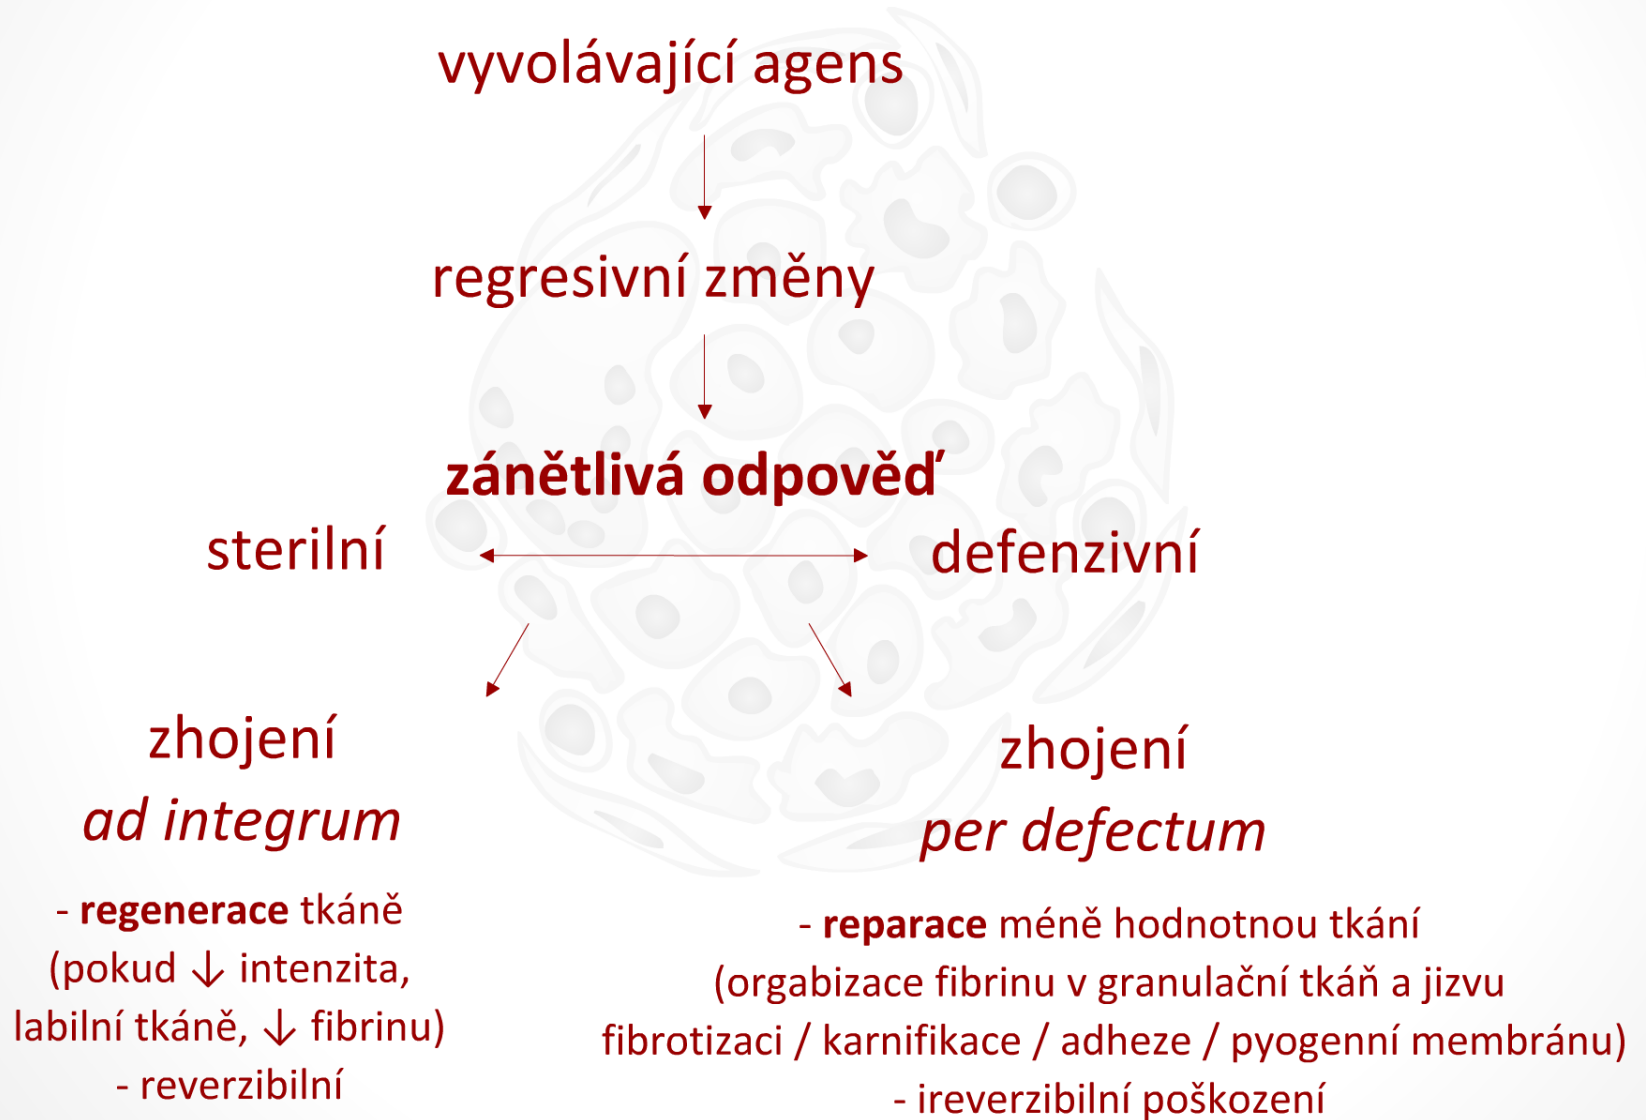 vyvolávající agens
regresivní změny
zánětlivá odpověď
sterilní
defenzivní
zhojení
ad integrum
- regenerace tkáně
(pokud ↓ intenzita,
labilní tkáně, ↓ fibrinu)
- reverzibilní
zhojení
per defectum
- reparace méně hodnotnou tkání
(orgabizace fibrinu v granulační tkáň a jizvu
fibrotizaci / karnifikace / adheze / pyogenní membránu)
- ireverzibilní poškození